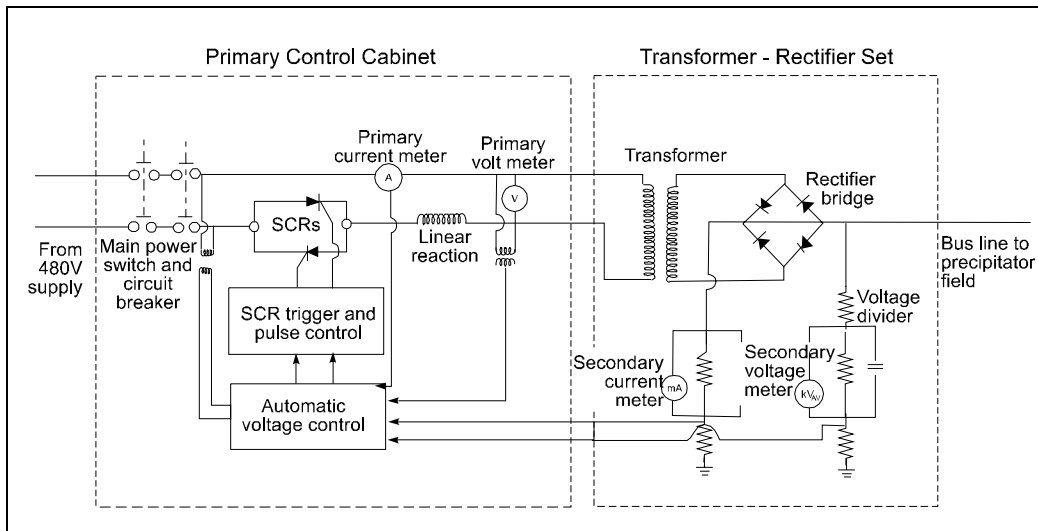 Primary Control Cabinet
Transformer - Rectifier Set
Primary
current meter
Primary
volt meter
Transformer
Rectifier
bridge
A
V
SCRs
Linear
reaction
From
480V
supply
Main power
switch and
circuit
breaker
Bus line to
precipitator
field
SCR trigger and
pulse control
Voltage
divider
Secondary
current
meter
mA
Secondary
voltage
meter
kVAV
Automatic
voltage control